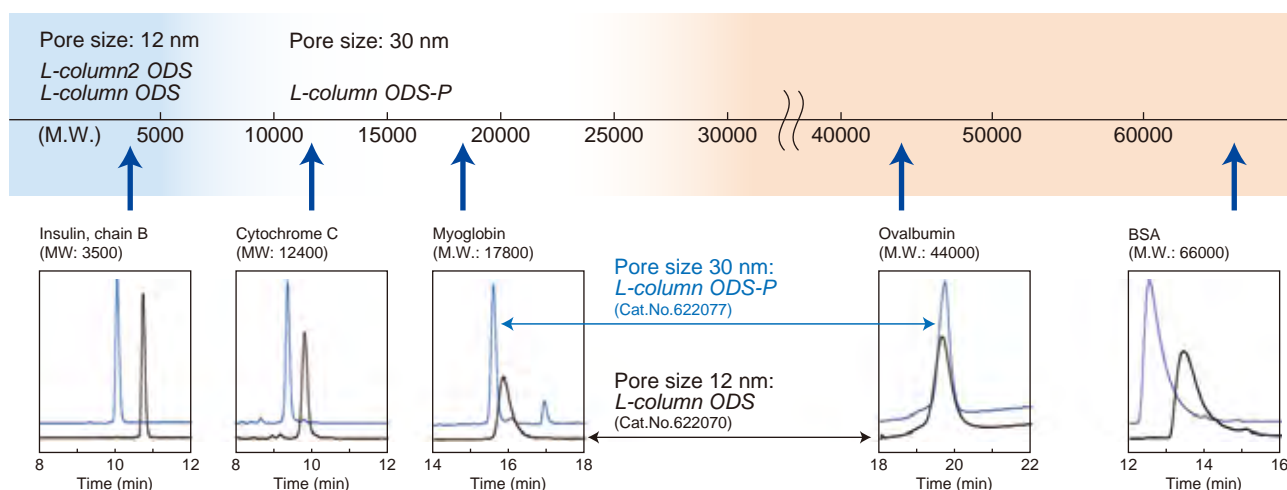 Pore size: 12 nm
L-column2 ODS
L-column ODS
Pore size: 30 nm
L-column ODS-P
(M.W.) 5000 10000 15000 20000 25000 30000 40000 50000 60000
Insulin, chain B
(MW: 3500)
Cytochrome C
(MW: 12400)
Myoglobin
(M.W.: 17800)
Ovalbumin
(M.W.: 44000)
BSA
(M.W.: 66000)
Pore size 30 nm:
L-column ODS-P
(Cat.No.622077)
Pore size 12 nm:
L-column ODS
(Cat.No.622070)
8 10 12
Time (min)
8 10 12
Time (min)
14 16 18
Time (min)
18 20 22
Time (min)
12 14 16
Time (min)